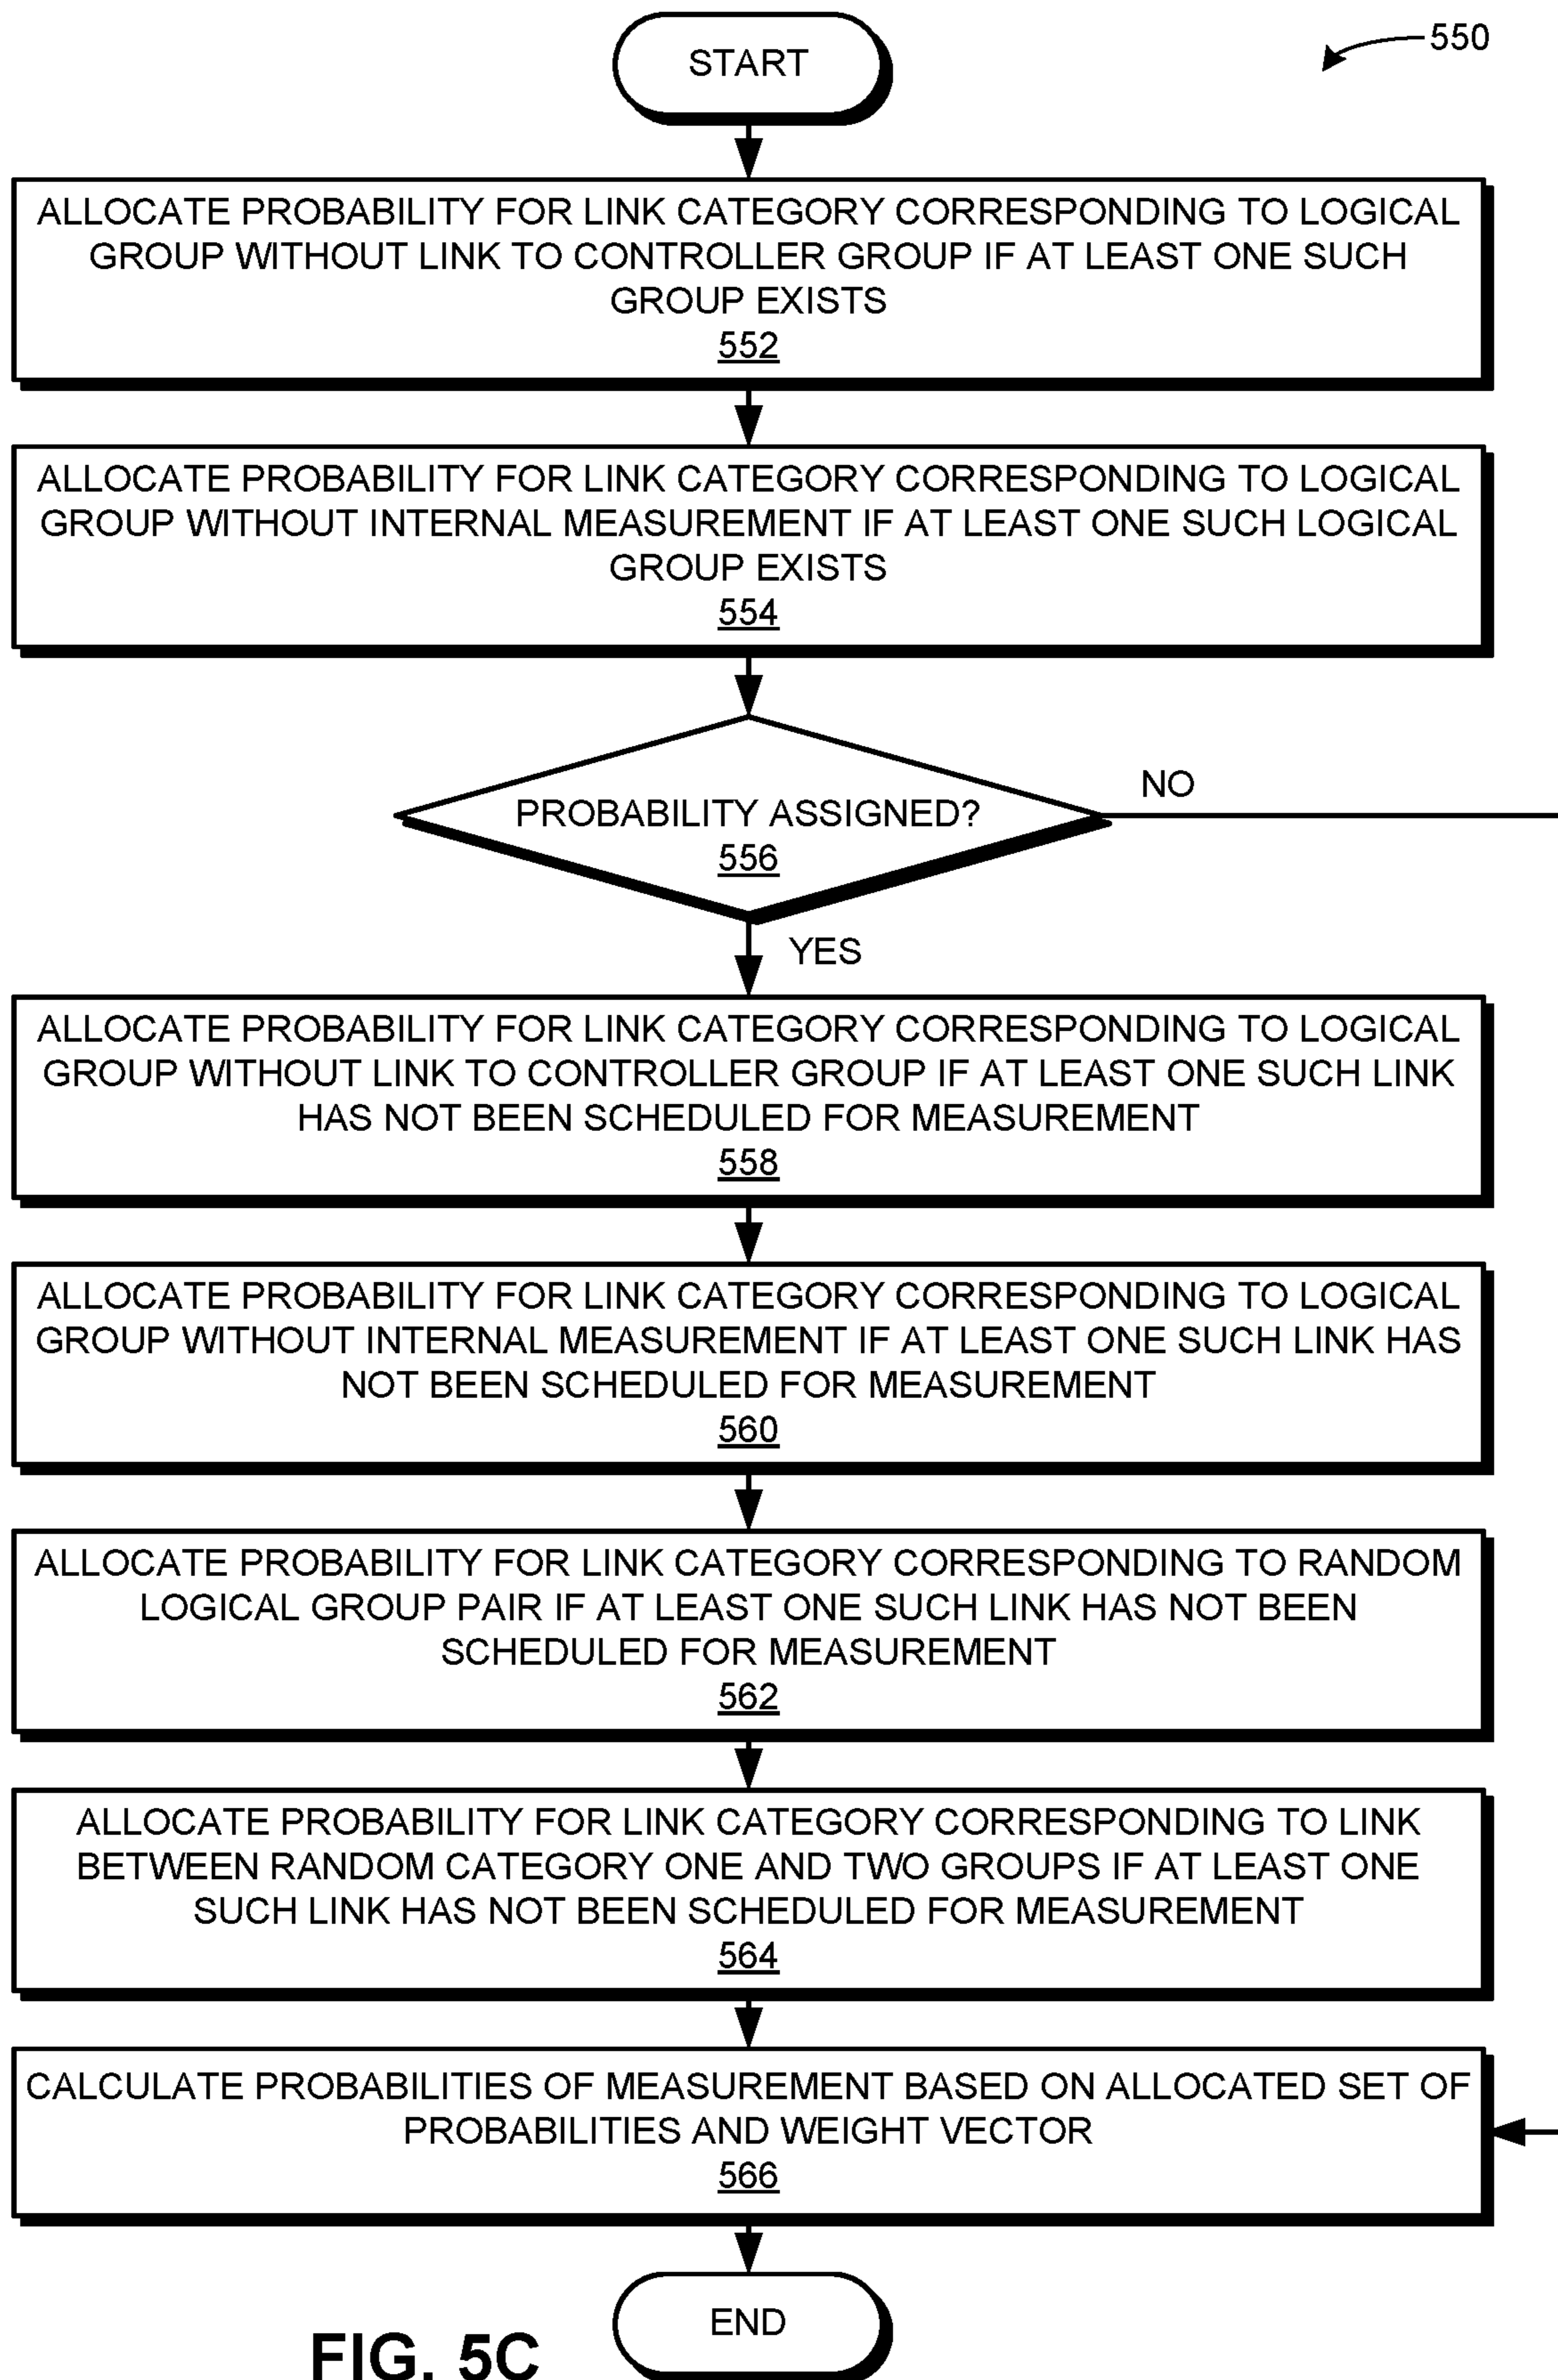 START
550
ALLOCATE PROBABILITY FOR LINK CATEGORY CORRESPONDING TO LOGICAL
GROUP WITHOUT LINK TO CONTROLLER GROUP IF AT LEAST ONE SUCH
GROUP EXISTS
552
ALLOCATE PROBABILITY FOR LINK CATEGORY CORRESPONDING TO LOGICAL
GROUP WITHOUT INTERNAL MEASUREMENT IF AT LEAST ONE SUCH LOGICAL
GROUP EXISTS
554
NO
PROBABILITY ASSIGNED?
556
YES
ALLOCATE PROBABILITY FOR LINK CATEGORY CORRESPONDING TO LOGICAL
GROUP WITHOUT LINK TO CONTROLLER GROUP IF AT LEAST ONE SUCH LINK
HAS NOT BEEN SCHEDULED FOR MEASUREMENT
558
ALLOCATE PROBABILITY FOR LINK CATEGORY CORRESPONDING TO LOGICAL
GROUP WITHOUT INTERNAL MEASUREMENT IF AT LEAST ONE SUCH LINK HAS
NOT BEEN SCHEDULED FOR MEASUREMENT
560
ALLOCATE PROBABILITY FOR LINK CATEGORY CORRESPONDING TO RANDOM
LOGICAL GROUP PAIR IF AT LEAST ONE SUCH LINK HAS NOT BEEN
SCHEDULED FOR MEASUREMENT
562
ALLOCATE PROBABILITY FOR LINK CATEGORY CORRESPONDING TO LINK
BETWEEN RANDOM CATEGORY ONE AND TWO GROUPS IF AT LEAST ONE
SUCH LINK HAS NOT BEEN SCHEDULED FOR MEASUREMENT
564
CALCULATE PROBABILITIES OF MEASUREMENT BASED ON ALLOCATED SET OF
PROBABILITIES AND WEIGHT VECTOR
566
END
FIG. 5C